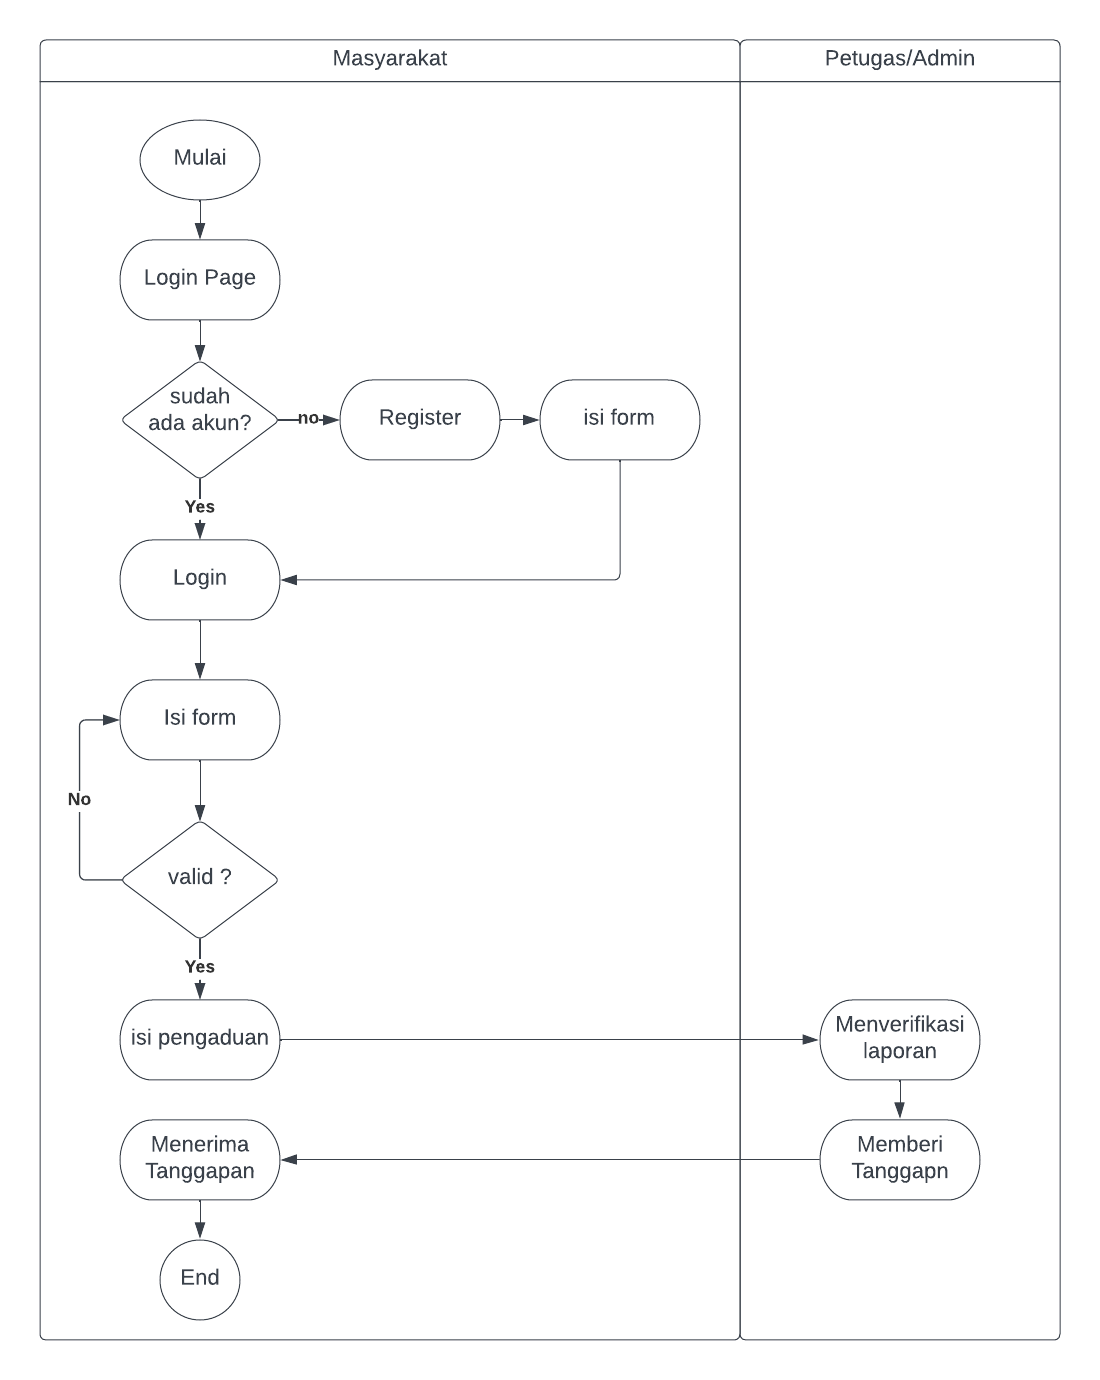 Masyarakat
Petugas/Admin
Mulai
Login Page
sudah
ada akun?
no
Register
isi form
Yes
Login
Isi form
No
valid ?
Yes
isi pengaduan
Menverifikasi
laporan
Menerima
Tanggapan
Memberi
Tanggapn
End